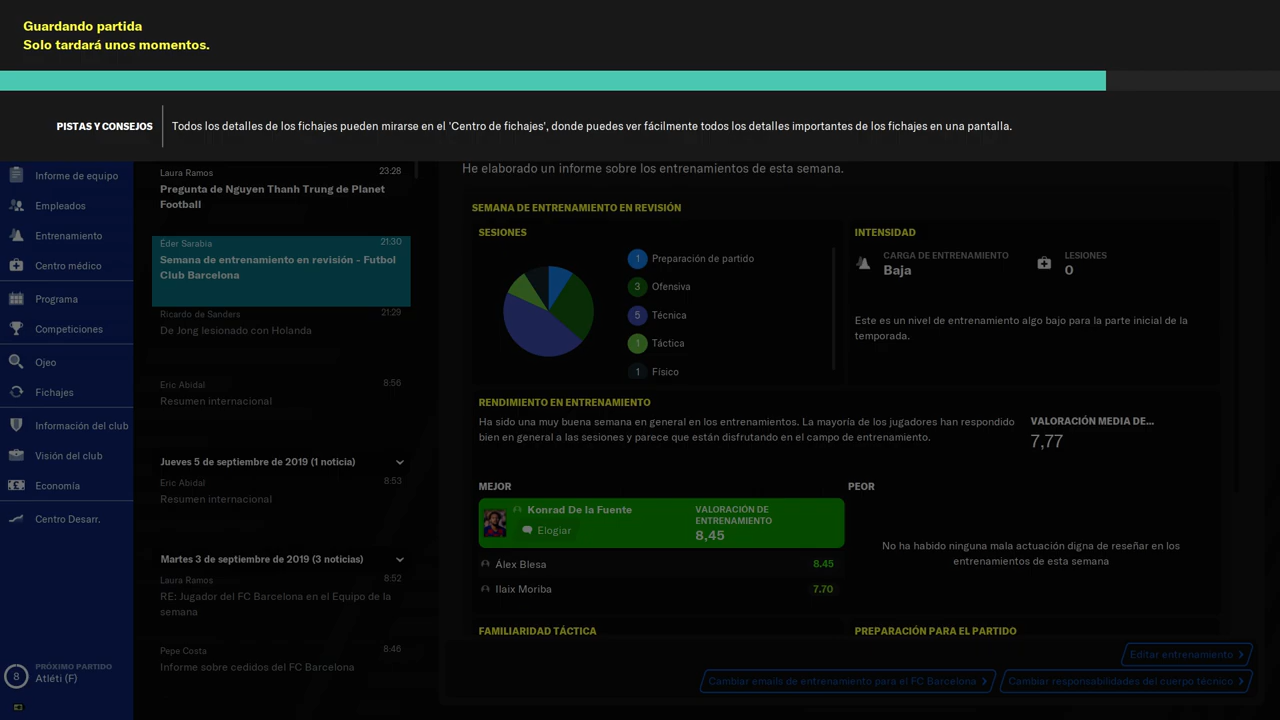 Guardando partida
Solo tardará unos momentos.
PISTAS Y CONSEJOS
Todos los detalles de los fichajes pueden mirarse en el 'Centro de fichajes', donde puedes ver fácilmente todos los detalles importantes de los fichajes en una pantalla.
Informe de equipo
Empleados
Entrenamiento
Centro médico
Programa
Competiciones
Ojeo
Fichajes
Información del club
Visión del club
Economía
Centro Desarr.
PRÓXIMO PARTIDO
8
Atléti (F)
Laura Ramos
23:28
Pregunta de Nguyen Thanh Trung de Planet
Football
Éder Sarabia
21:30
Semana de entrenamiento en revisión - Futbol
Club Barcelona
Ricardo de Sanders
21:29
De Jong lesionado con Holanda
Eric Abidal
8:56
Resumen internacional
Jueves 5 de septiembre de 2019 (1 noticia)
Eric Abidal
8:53
Resumen internacional
Martes 3 de septiembre de 2019 (3 noticias)
Laura Ramos
8:52
RE: Jugador del FC Barcelona en el Equipo de la
semana
Pepe Costa
8:46
Informe sobre cedidos del FC Barcelona
He elaborado un informe sobre los entrenamientos de esta semana.
SEMANA DE ENTRENAMIENTO EN REVISIÓN
SESIONES
1 Preparación de partido
3 Ofensiva
5 Técnica
1 Táctica
1 Físico
INTENSIDAD
CARGA DE ENTRENAMIENTO
Baja
LESIONES
0
Este es un nivel de entrenamiento algo bajo para la parte inicial de la
temporada.
RENDIMIENTO EN ENTRENAMIENTO
Ha sido una muy buena semana en general en los entrenamientos. La mayoría de los jugadores han respondido
bien en general a las sesiones y parece que están disfrutando en el campo de entrenamiento.
VALORACIÓN MEDIA DE...
7,77
MEJOR
Konrad De la Fuente
Elogiar
VALORACIÓN DE
ENTRENAMIENTO
8,45
Álex Blesa
8.45
Ilaix Moriba
7.70
PEOR
No ha habido ninguna mala actuación digna de reseñar en los
entrenamientos de esta semana
FAMILIARIDAD TÁCTICA
PREPARACIÓN PARA EL PARTIDO
Editar entrenamiento
Cambiar emails de entrenamiento para el FC Barcelona
Cambiar responsabilidades del cuerpo técnico